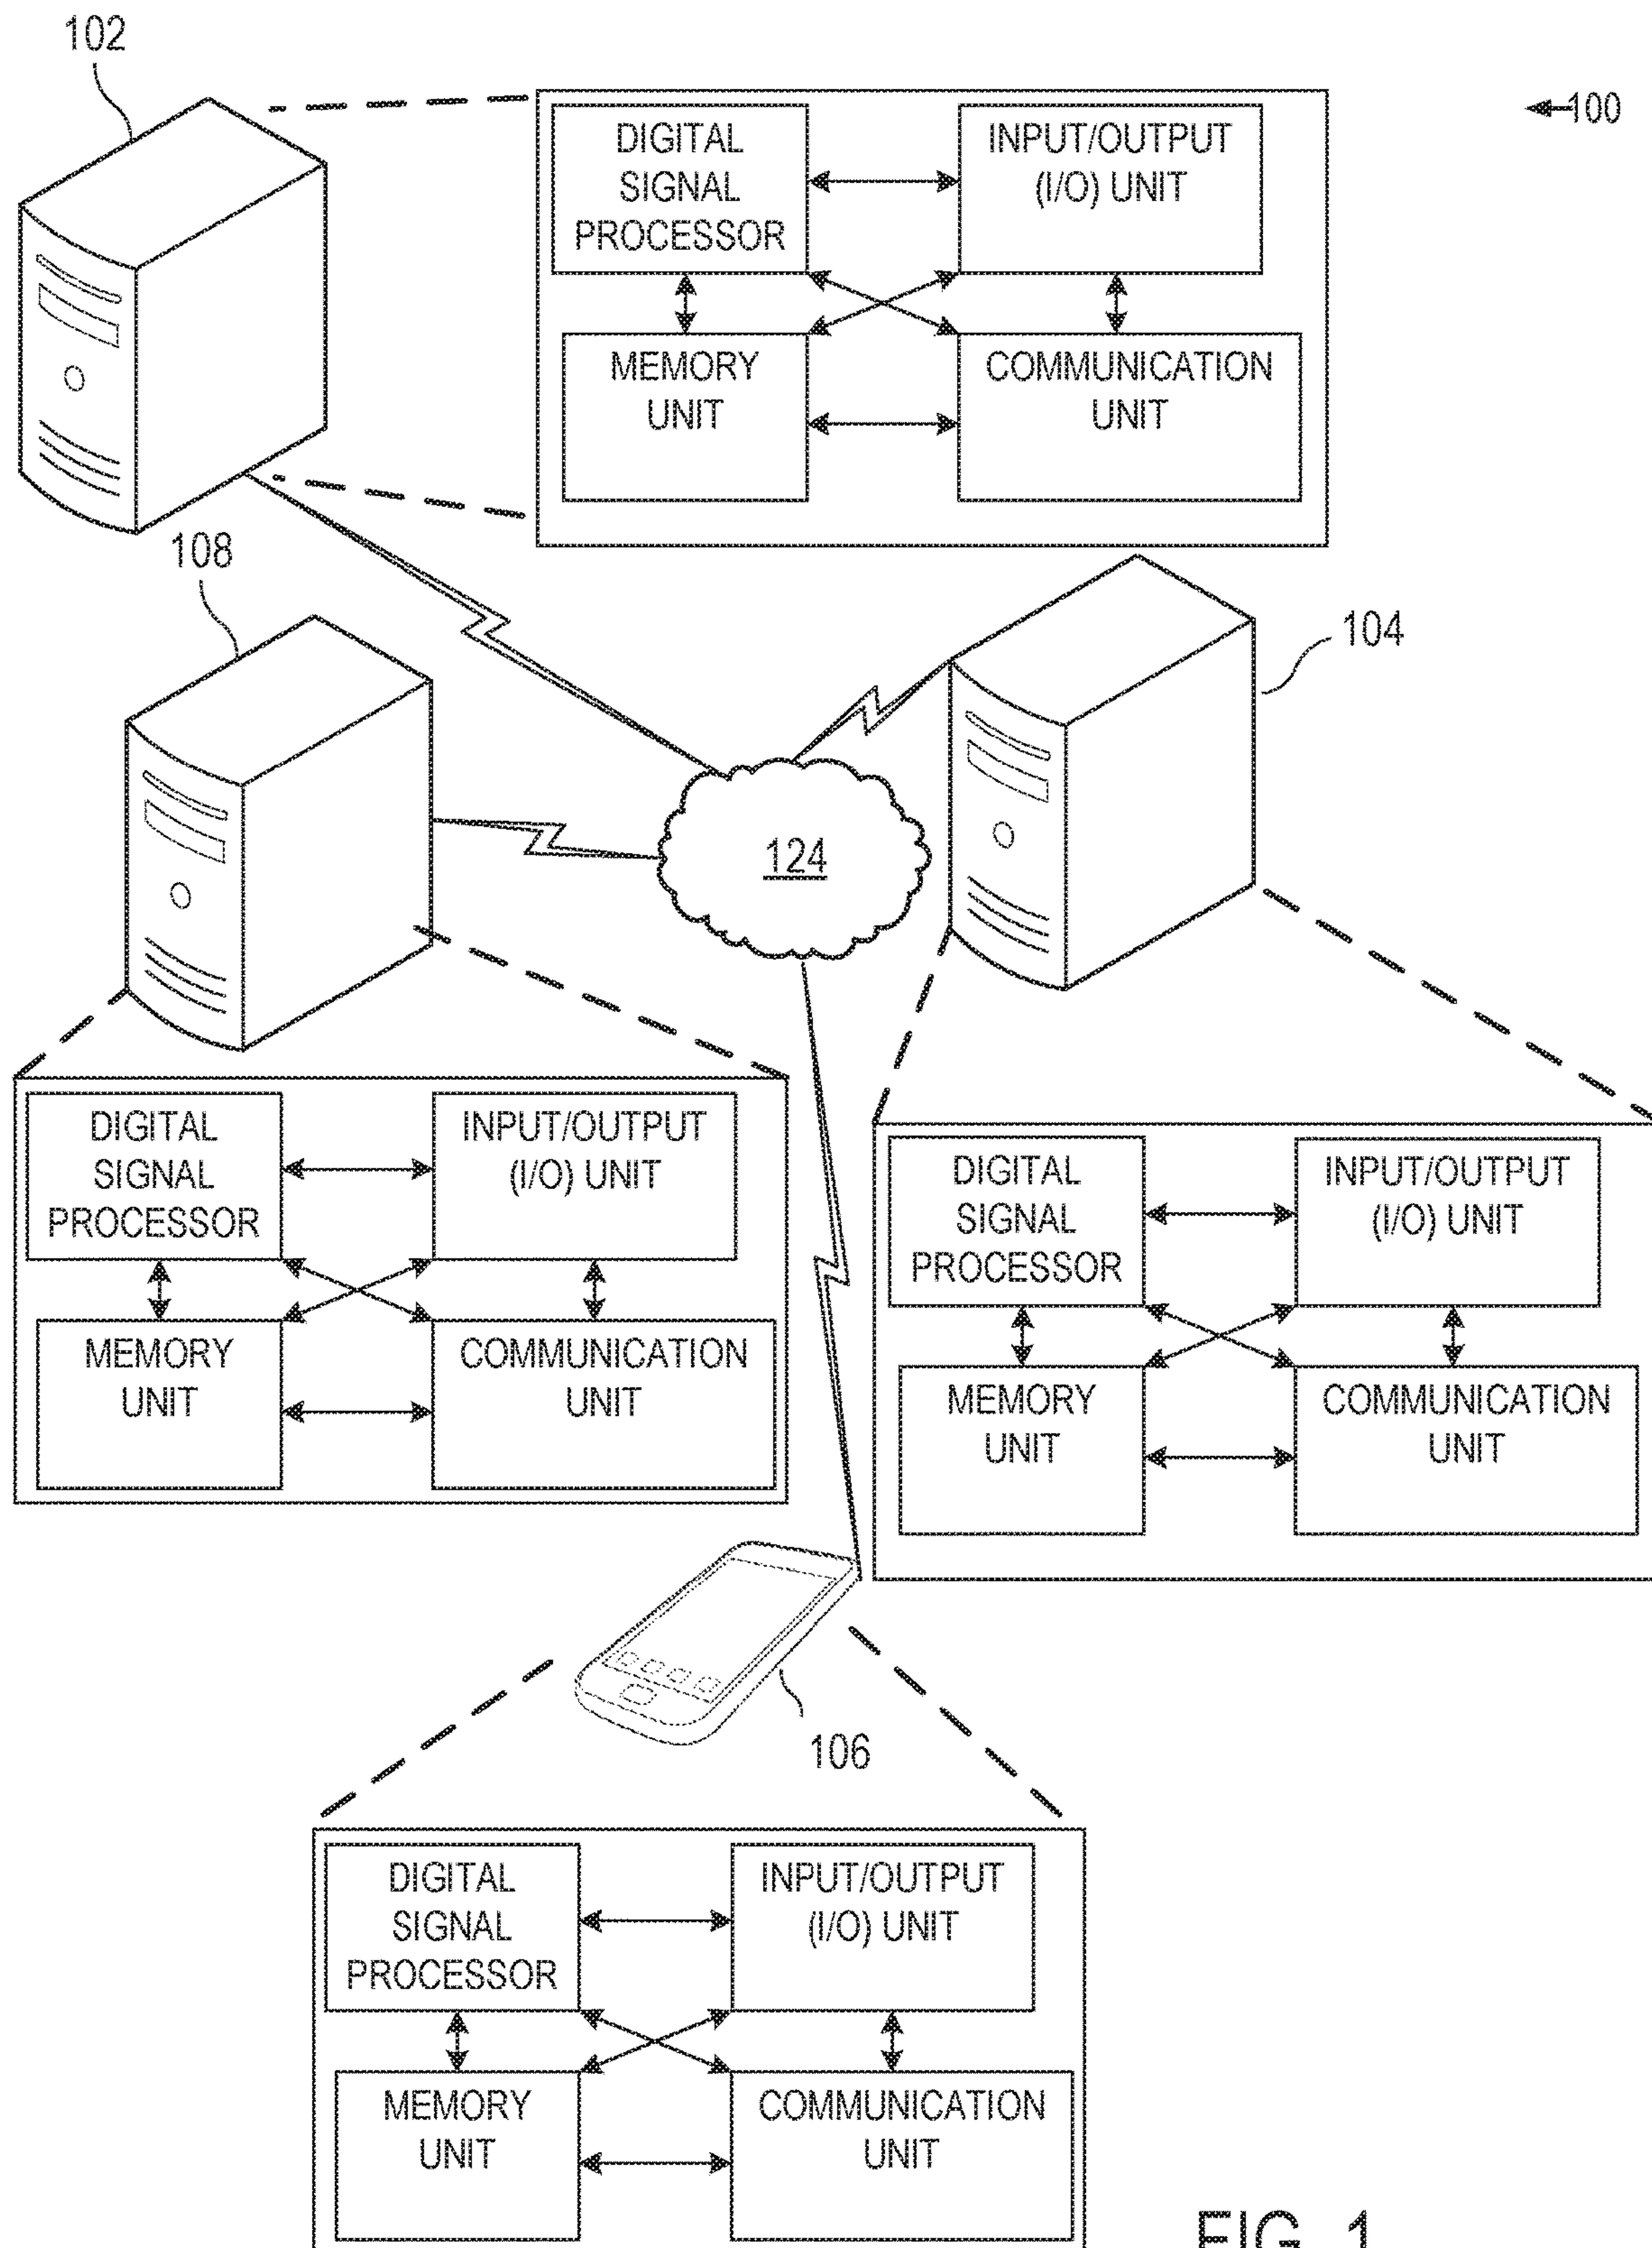 102
100
DIGITAL
SIGNAL
PROCESSOR
INPUT/OUTPUT
(I/O) UNIT
MEMORY
UNIT
COMMUNICATION
UNIT
108
104
124
DIGITAL
SIGNAL
PROCESSOR
INPUT/OUTPUT
(I/O) UNIT
MEMORY
UNIT
COMMUNICATION
UNIT
DIGITAL
SIGNAL
PROCESSOR
INPUT/OUTPUT
(I/O) UNIT
MEMORY
UNIT
COMMUNICATION
UNIT
106
DIGITAL
SIGNAL
PROCESSOR
INPUT/OUTPUT
(I/O) UNIT
MEMORY
UNIT
COMMUNICATION
UNIT
FIG. 1